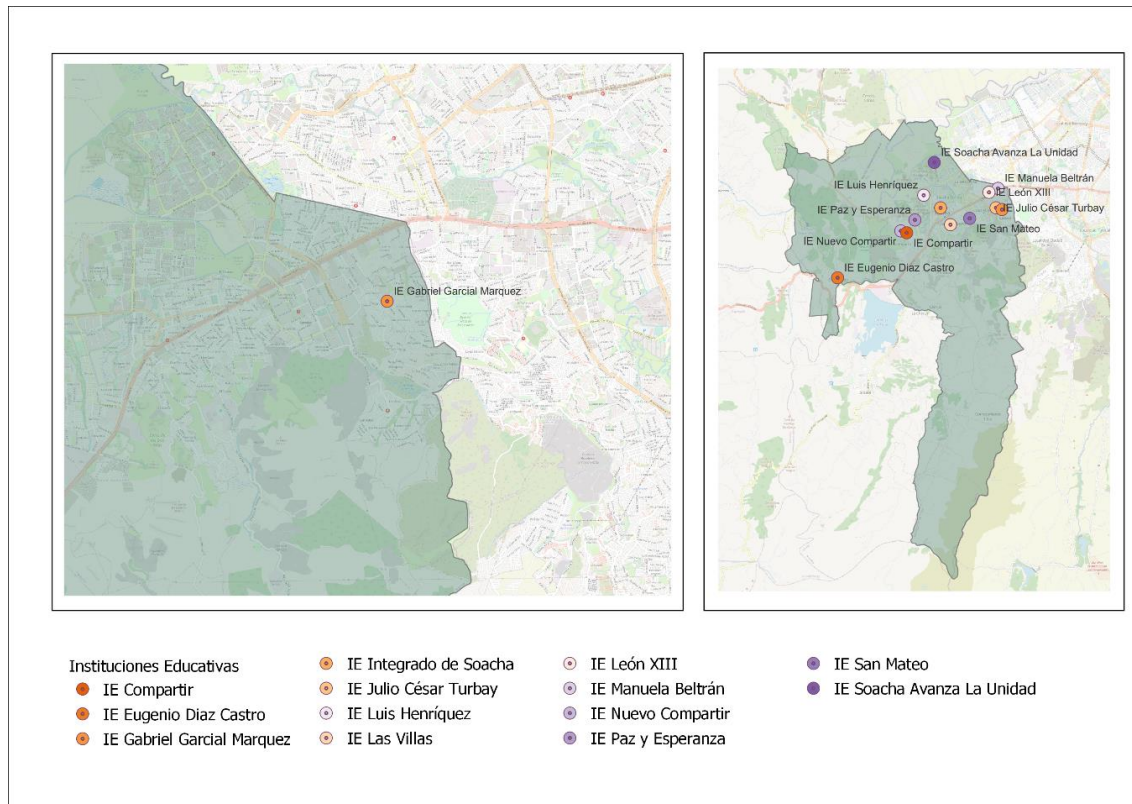 IE Gabriel Garcial Marquez
IE Soacha Avanza La Unidad
IE Manuela Beltrán
IE Luis Henríquez
IE León XIII
IE Paz y Esperanza
IE Julio César Turbay
IE San Mateo
IE Nuevo Compartir
IE Compartir
IE Eugenio Diaz Castro
Instituciones Educativas
IE Compartir
IE Eugenio Diaz Castro
IE Gabriel Garcial Marquez
IE Integrado de Soacha
IE Julio César Turbay
IE Luis Henríquez
IE Las Villas
IE León XIII
IE Manuela Beltrán
IE Nuevo Compartir
IE Paz y Esperanza
IE San Mateo
IE Soacha Avanza La Unidad